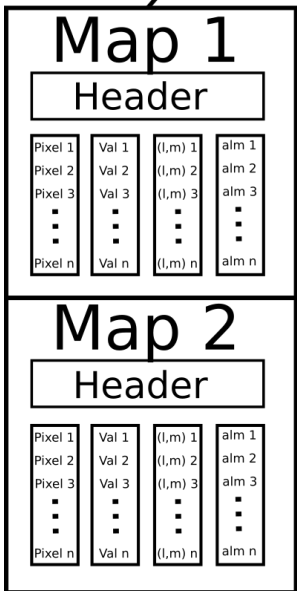 Map 1
Header
Pixel 1 Val 1 (l,m) 1 alm 1
Pixel 2 Val 2 (l,m) 2 alm 2
Pixel 3 Val 3 (l,m) 3 alm 3
Pixel n Val n (l,m) n alm n
Map 2
Header
Pixel 1 Val 1 (l,m) 1 alm 1
Pixel 2 Val 2 (l,m) 2 alm 2
Pixel 3 Val 3 (l,m) 3 alm 3
Pixel n Val n (l,m) n alm n